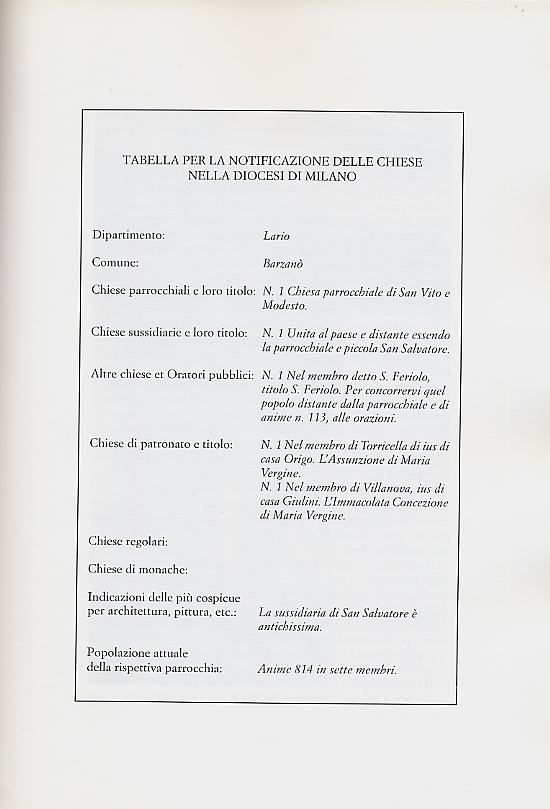 TABELLA PER LA NOTIFICAZIONE DELLE CHIESE
NELLA DIOCESI DI MILANO
Dipartimento: Lario
Comune: Barzanò
Chiese parrocchiali e loro titolo: N. 1 Chiesa parrocchiale di San Vito e
Modesto.
Chiese sussidiarie e loro titolo: N. 1 Unita al paese e distante essendo
la parrocchiale e piccola San Salvatore.
Altre chiese et Oratori pubblici: N. 1 Nel membro detto S. Feriolo,
titolo S. Feriolo. Per concorrervi quel
popolo distante dalla parrocchiale e di
anime n. 113, alle orazioni.
Chiese di patronato e titolo: N. 1 Nel membro di Torricella di ius di
casa Origo. L'Assunzione di Maria
Vergine.
N. 1 Nel membro di Villanova, ius di
casa Giulini. L'Immacolata Concezione
di Maria Vergine.
Chiese regolari:
Chiese di monache:
Indicazioni delle più cospicue
per architettura, pittura, etc.: La sussidiaria di San Salvatore è
antichissima.
Popolazione attuale
della rispettiva parrocchia: Anime 814 in sette membri.